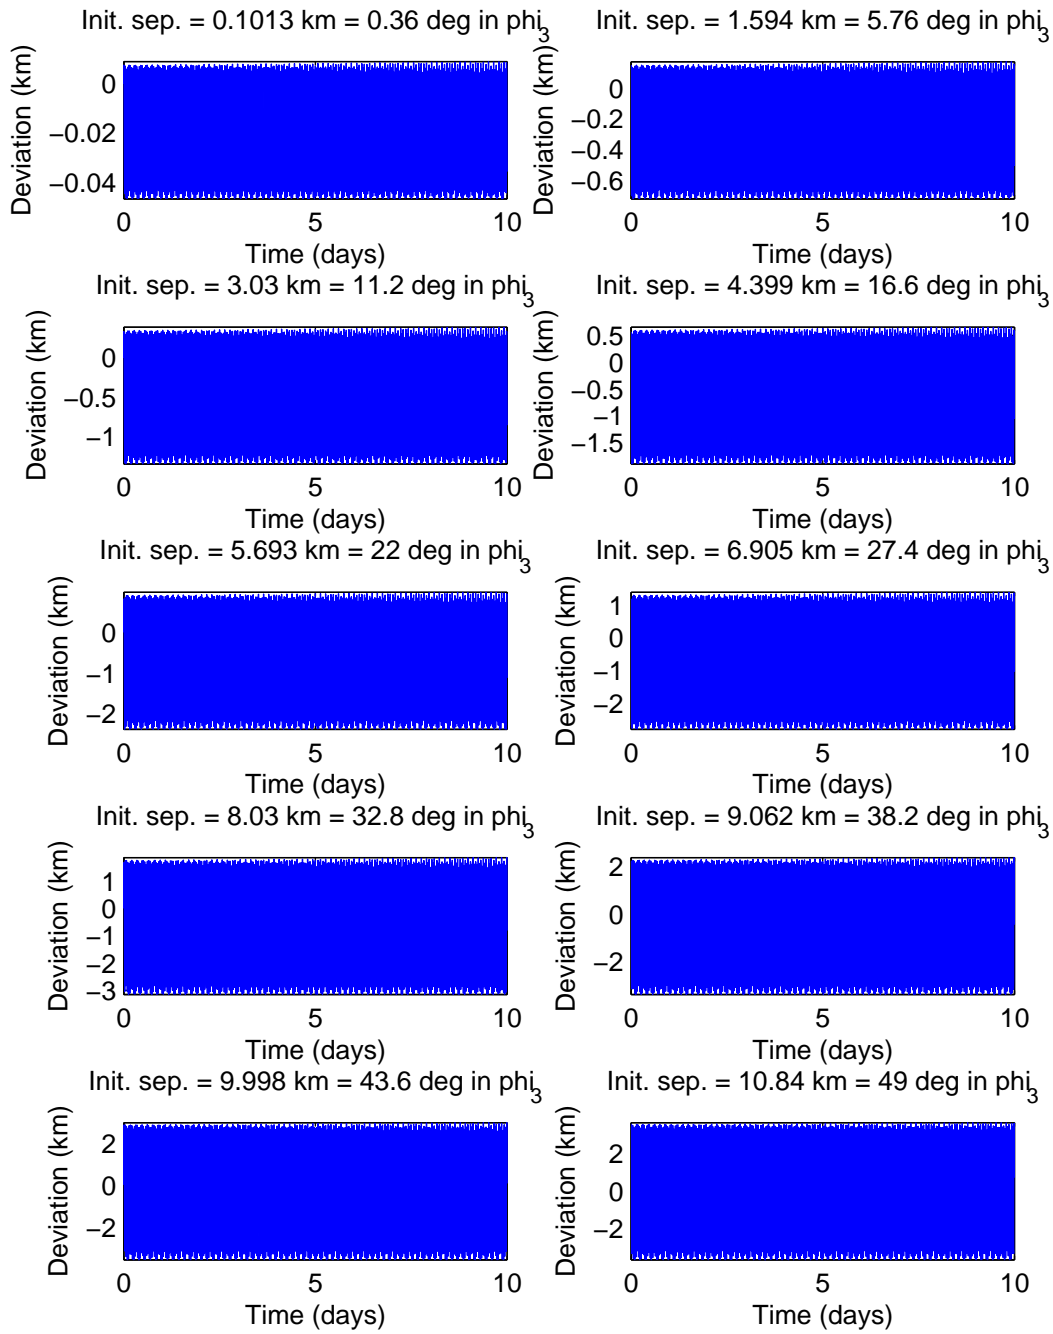 Init. sep. = 0.1013 km = 0.36 deg in phi_3
Deviation (km)
0
−0.02
−0.04
0 5 10
Time (days)
Init. sep. = 1.594 km = 5.76 deg in phi_3
Deviation (km)
0
−0.2
−0.4
−0.6
0 5 10
Time (days)
Init. sep. = 3.03 km = 11.2 deg in phi_3
Deviation (km)
0
−0.5
−1
0 5 10
Time (days)
Init. sep. = 4.399 km = 16.6 deg in phi_3
Deviation (km)
0.5
0
−0.5
−1
−1.5
0 5 10
Time (days)
Init. sep. = 5.693 km = 22 deg in phi_3
Deviation (km)
0
−1
−2
0 5 10
Time (days)
Init. sep. = 6.905 km = 27.4 deg in phi_3
Deviation (km)
1
0
−1
−2
0 5 10
Time (days)
Init. sep. = 8.03 km = 32.8 deg in phi_3
Deviation (km)
1
0
−1
−2
−3
0 5 10
Time (days)
Init. sep. = 9.062 km = 38.2 deg in phi_3
Deviation (km)
2
0
−2
0 5 10
Time (days)
Init. sep. = 9.998 km = 43.6 deg in phi_3
Deviation (km)
2
0
−2
0 5 10
Time (days)
Init. sep. = 10.84 km = 49 deg in phi_3
Deviation (km)
2
0
−2
0 5 10
Time (days)